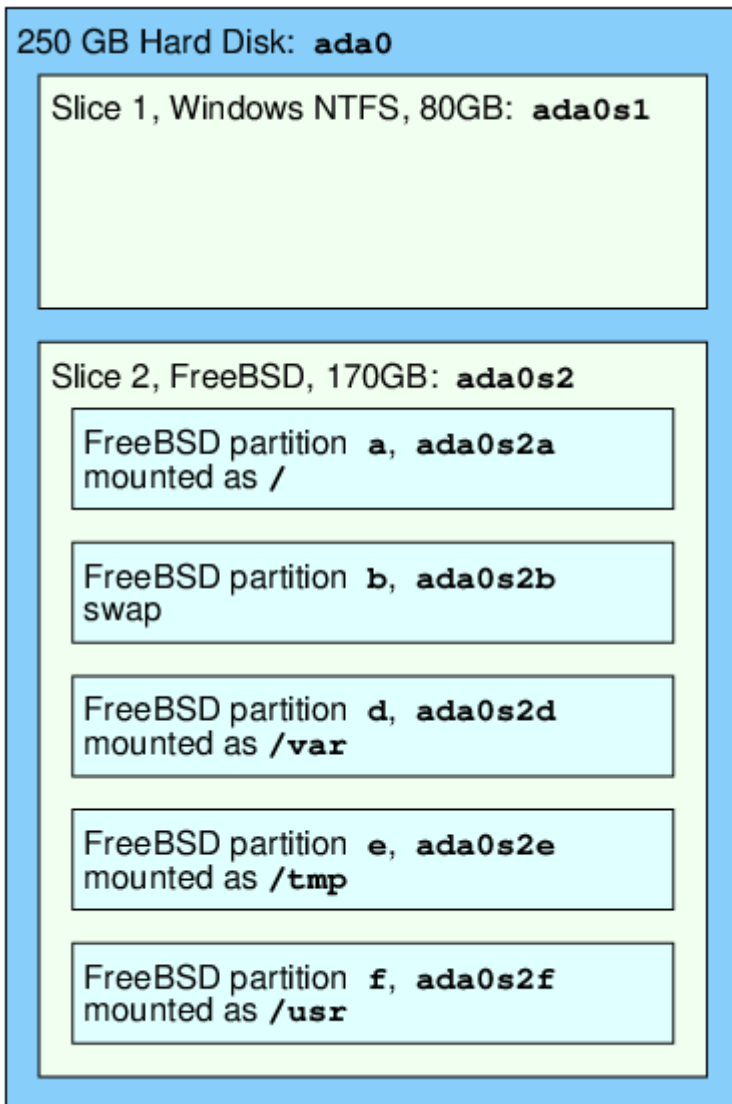 250 GB Hard Disk: ada0
Slice 1, Windows NTFS, 80GB: ada0s1
Slice 2, FreeBSD, 170GB: ada0s2
FreeBSD partition a, ada0s2a
mounted as /
FreeBSD partition b, ada0s2b
swap
FreeBSD partition d, ada0s2d
mounted as /var
FreeBSD partition e, ada0s2e
mounted as /tmp
FreeBSD partition f, ada0s2f
mounted as /usr